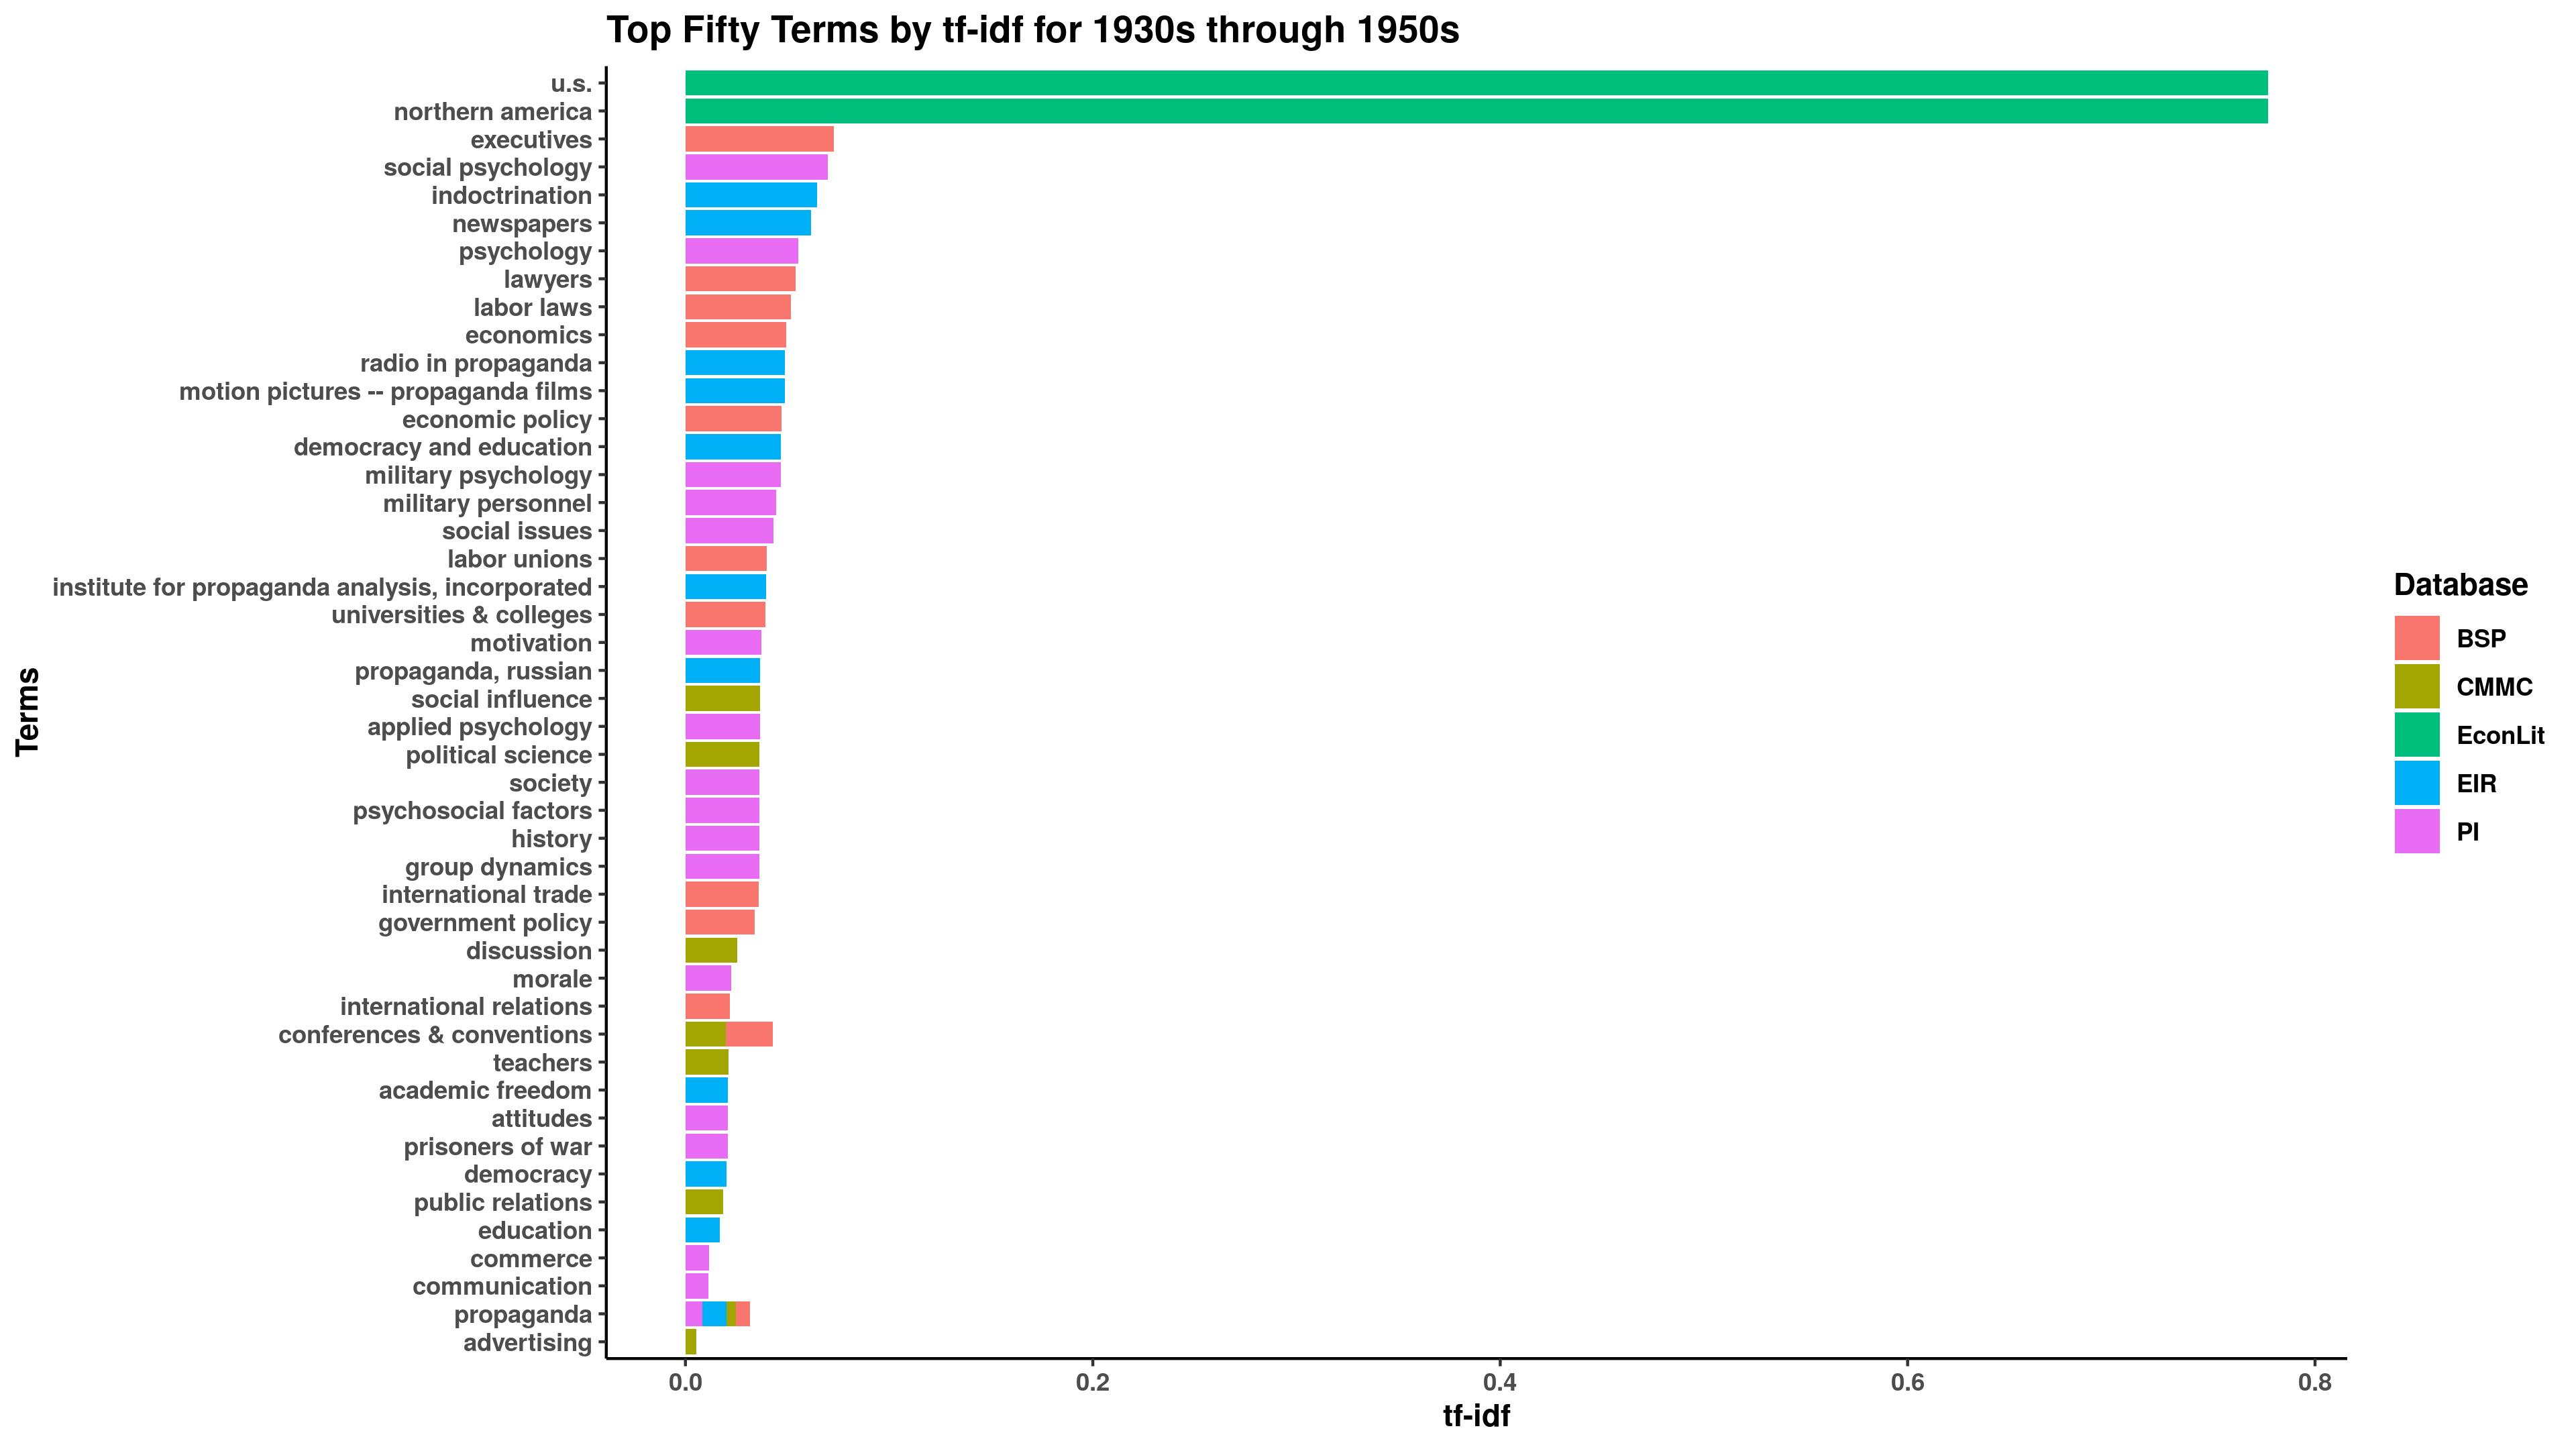 Top Fifty Terms by tf-idf for 1930s through 1950s
Terms
u.s.
northern america
executives
social psychology
indoctrination
newspapers
psychology
lawyers
labor laws
economics
radio in propaganda
motion pictures -- propaganda films
economic policy
democracy and education
military psychology
military personnel
social issues
labor unions
institute for propaganda analysis, incorporated
universities & colleges
motivation
propaganda, russian
social influence
applied psychology
political science
society
psychosocial factors
history
group dynamics
international trade
government policy
discussion
morale
international relations
conferences & conventions
teachers
academic freedom
attitudes
prisoners of war
democracy
public relations
education
commerce
communication
propaganda
advertising
0.0 0.2 0.4 0.6 0.8
tf-idf
Database
BSP
CMMC
EconLit
EIR
PI